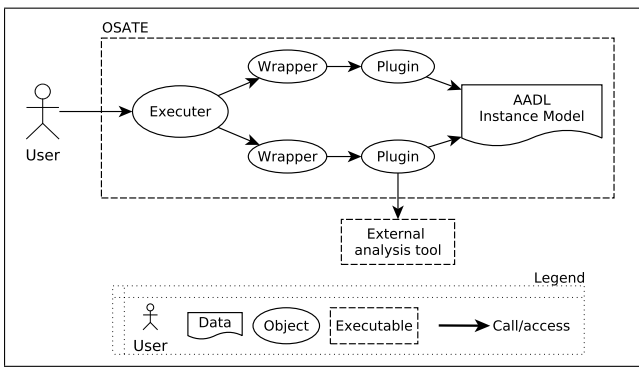 OSATE
Wrapper
Plugin
AADL
Instance Model
Executer
User
Wrapper
Plugin
External
analysis tool
Legend
Data
Object
Executable
Call/access
User